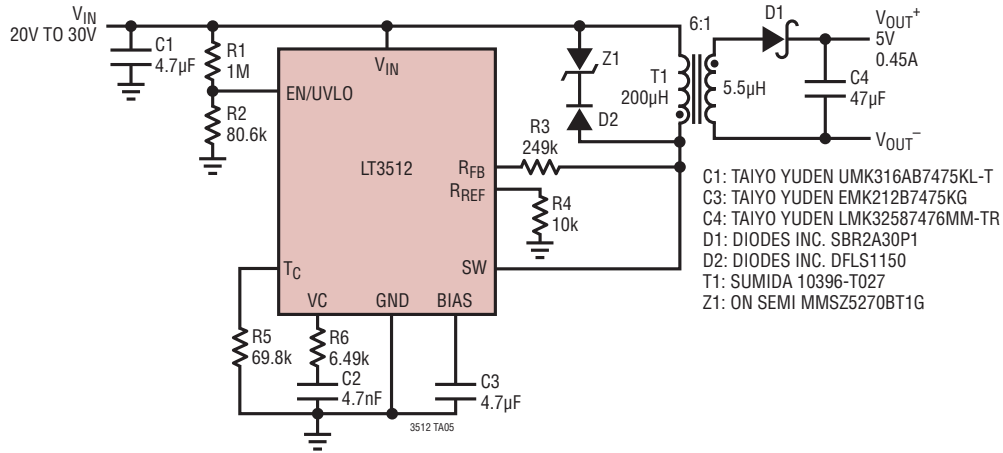 VIN
20V TO 30V
C1
4.7µF
R1
1M
R2
80.6k
EN/UVLO
VIN
LT3512
RFB
RREF
SW
TC
VC
GND
BIAS
R3
249k
R4
10k
Z1
D2
T1
200µH
6:1
5.5µH
D1
VOUT+
5V
0.45A
C4
47µF
VOUT–
R5
69.8k
R6
6.49k
C2
4.7nF
C3
4.7µF
3512 TA05
C1: TAIYO YUDEN UMK316AB7475KL-T
C3: TAIYO YUDEN EMK212B7475KG
C4: TAIYO YUDEN LMK32587476MM-TR
D1: DIODES INC. SBR2A30P1
D2: DIODES INC. DFLS1150
T1: SUMIDA 10396-T027
Z1: ON SEMI MMSZ5270BT1G